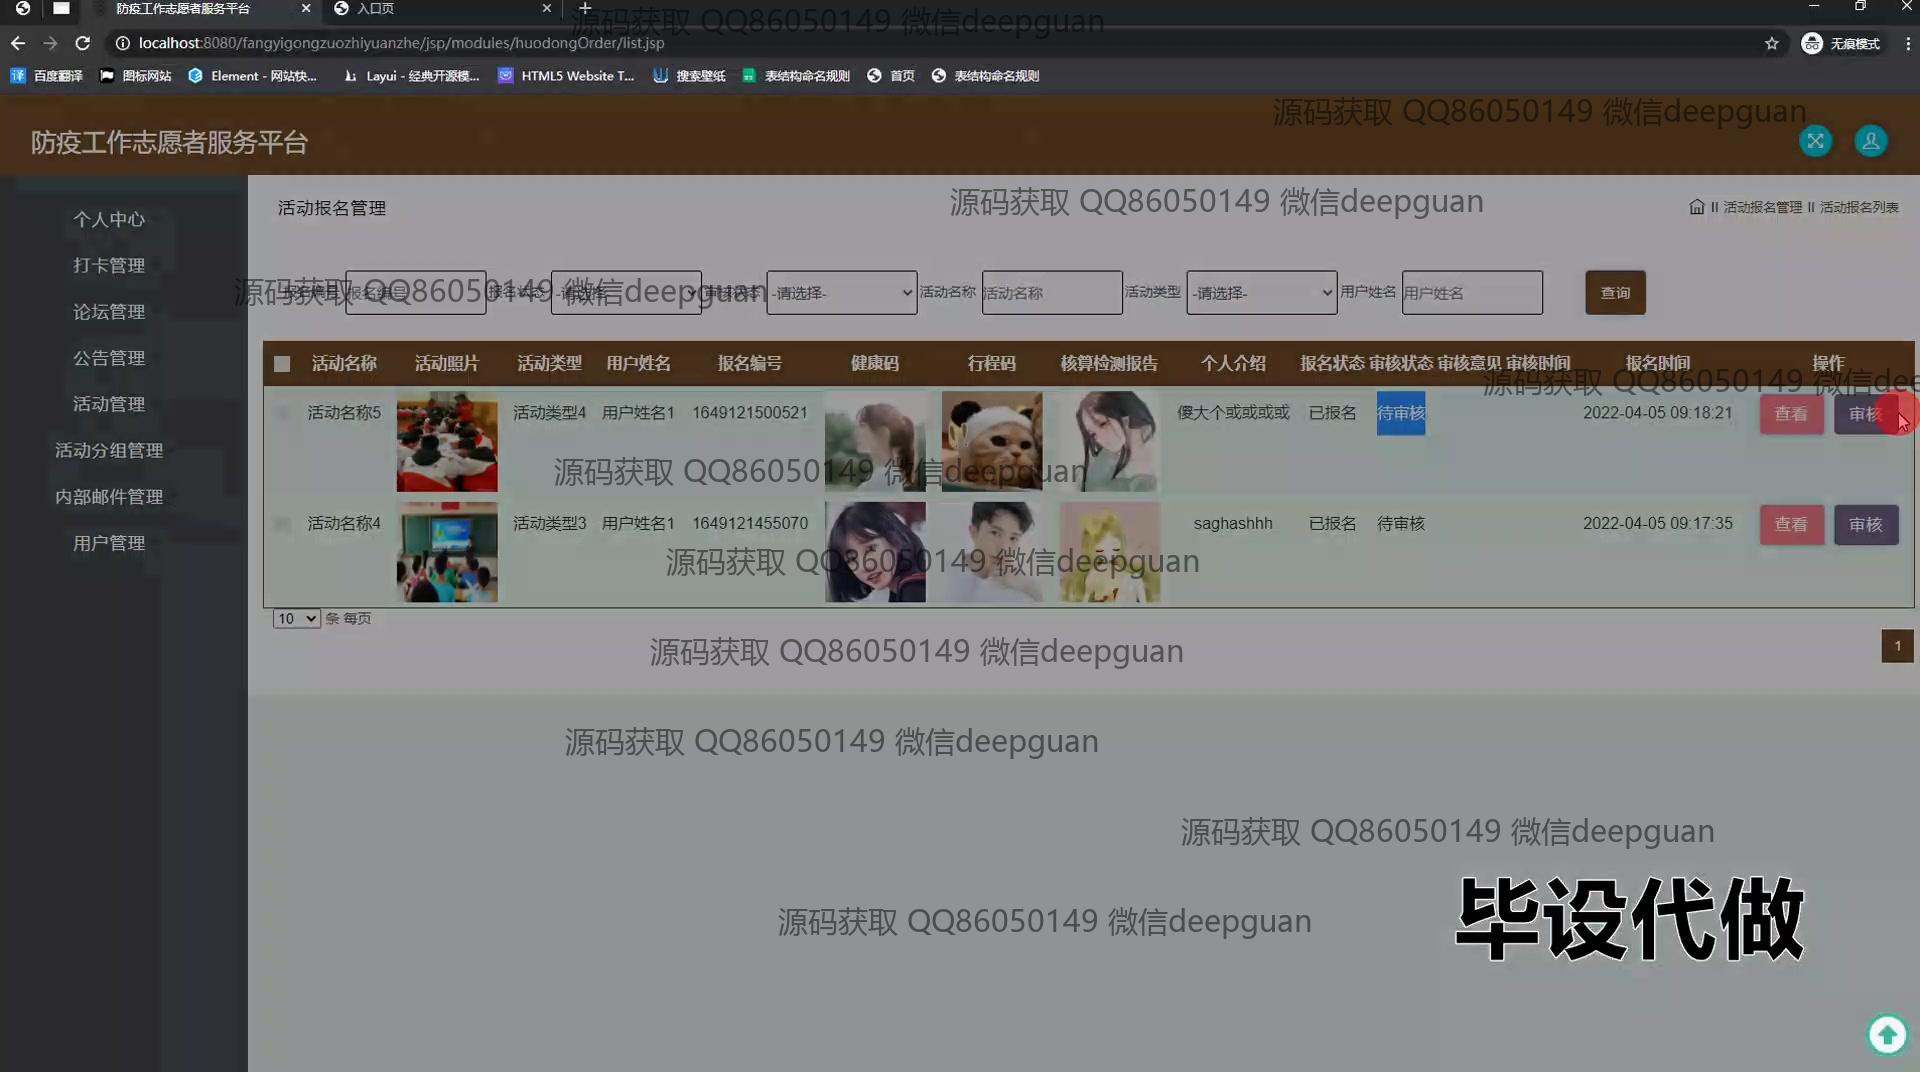 防疫工作志愿者服务平台
入口页
源码获取 QQ86050149 微信deepguan
localhost:8080/fangyigongzuozhiyuanzhe/jsp/modules/huodongOrder/list.jsp
无痕模式
百度翻译 图标网站 Element - 网站快... Layui - 经典开源模... HTML5 Website T... 搜索壁纸 表结构命名规则 首页 表结构命名规则
源码获取 QQ86050149 微信deepguan
防疫工作志愿者服务平台
个人中心
打卡管理
论坛管理
公告管理
活动管理
活动分组管理
内部邮件管理
用户管理
活动报名管理
源码获取 QQ86050149 微信deepguan
活动报名管理 活动报名列表
源码获取 QQ86050149 微信deepguan
报名编号 报名编号 报名状态 -请选择- 审核状态 -请选择- 活动名称 活动名称 活动类型 -请选择- 用户姓名 用户姓名 查询
活动名称 活动照片 活动类型 用户姓名 报名编号 健康码 行程码 核算检测报告 个人介绍 报名状态 审核状态 审核意见 审核时间 报名时间 操作
源码获取 QQ86050149 微信dee
活动名称5 活动类型4 用户姓名1 1649121500521 傻大个或或或或 已报名 待审核 2022-04-05 09:18:21 查看 审核
源码获取 QQ86050149 微信deepguan
活动名称4 活动类型3 用户姓名1 1649121455070 saghashhh 已报名 待审核 2022-04-05 09:17:35 查看 审核
源码获取 QQ86050149 微信deepguan
10 条 每页
1
源码获取 QQ86050149 微信deepguan
源码获取 QQ86050149 微信deepguan
源码获取 QQ86050149 微信deepguan
毕设代做
源码获取 QQ86050149 微信deepguan